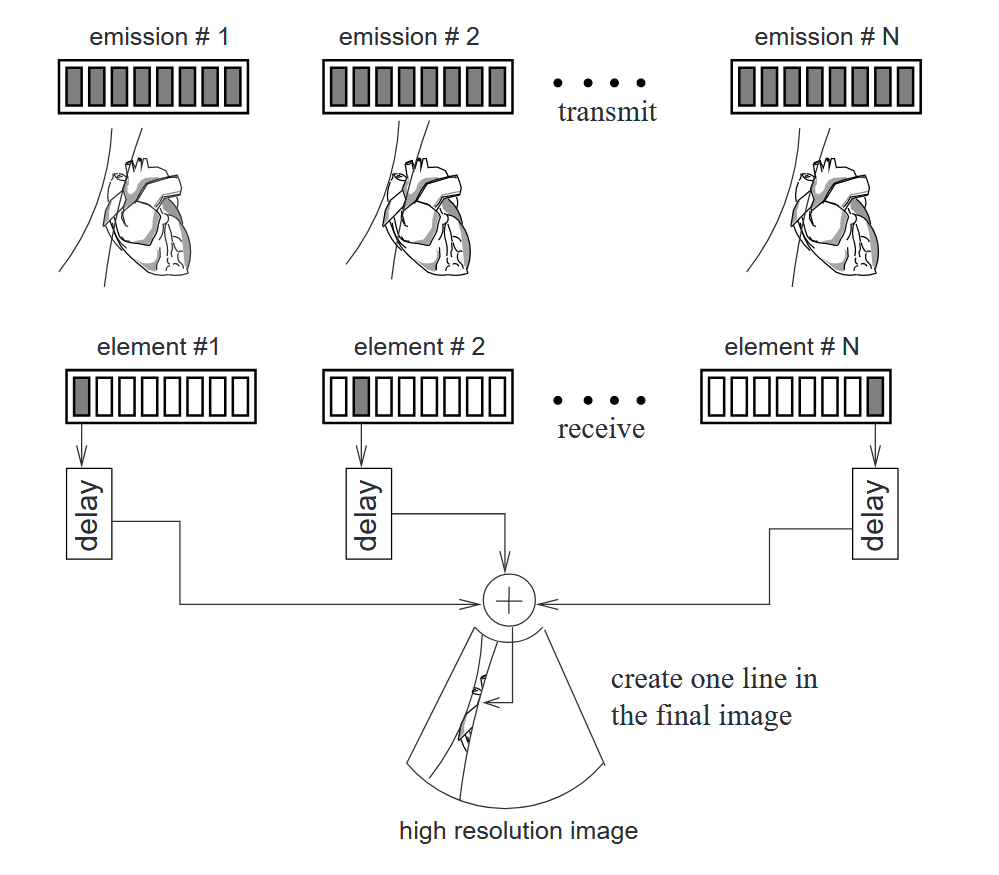 emission # 1
emission # 2
emission # N
transmit
element #1
element # 2
element # N
receive
delay
delay
delay
create one line in
the final image
high resolution image